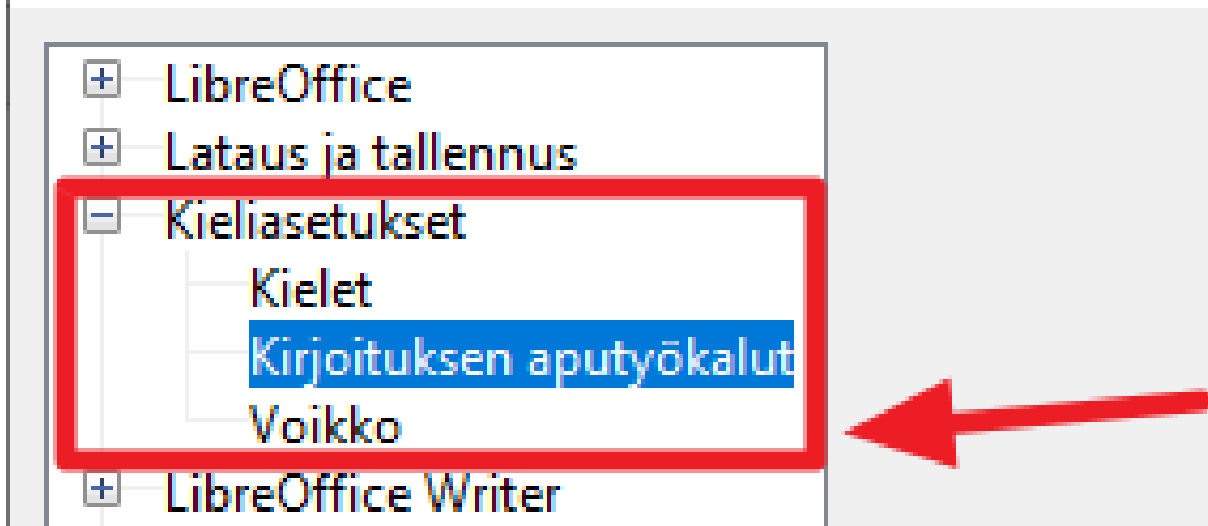 LibreOffice
Lataus ja tallennus
Kieliasetukset
Kielet
Kirjoituksen aputyökalut
Voikko
LibreOffice Writer